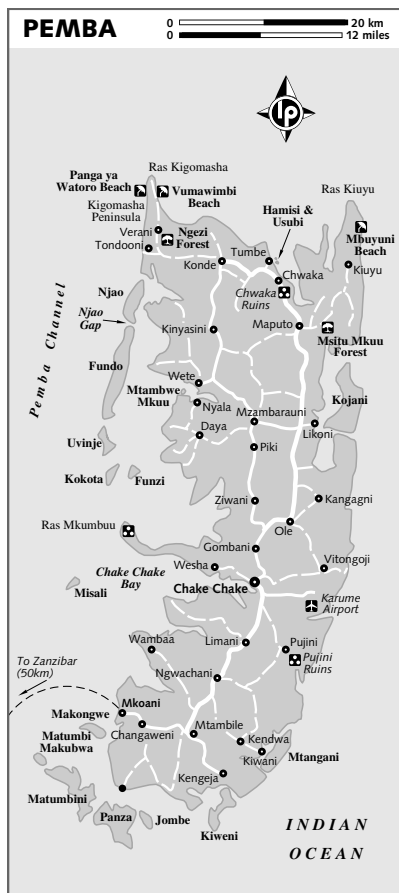 PEMBA
0 20 km
0 12 miles
lp
Ras Kigomasha
Panga ya
Watoro Beach
Vumawimbi
Beach
Kigomasha
Peninsula
Ras Kiuyu
Hamisi &
Usubi
Mbuyuni
Beach
Verani
Ngezi
Forest
Tondooni
Tumbe
Konde
Kiuyu
Chwaka
Chwaka
Ruins
Njao
Njao
Gap
Pemba Channel
Kinyasini
Maputo
Msitu Mkuu
Forest
Fundo
Wete
Mtambwe
Mkuu
Nyala
Kojani
Mzambarauni
Daya
Likoni
Uvinje
Piki
Kokota
Funzi
Ziwani
Kangagni
Ras Mkumbuu
Ole
Gombani
Chake Chake
Bay
Wesha
Vitongoji
Chake Chake
Misali
Karume
Airport
Wambaa
Limani
Pujini
Pujini
Ruins
To Zanzibar
(50km)
Ngwachani
Mkoani
Makongwe
Changaweni
Mtambile
Kendwa
Matumbi
Makubwa
Kiwani
Mtangani
Kengeja
Matumbini
Panza
Jombe
Kiweni
INDIAN
OCEAN